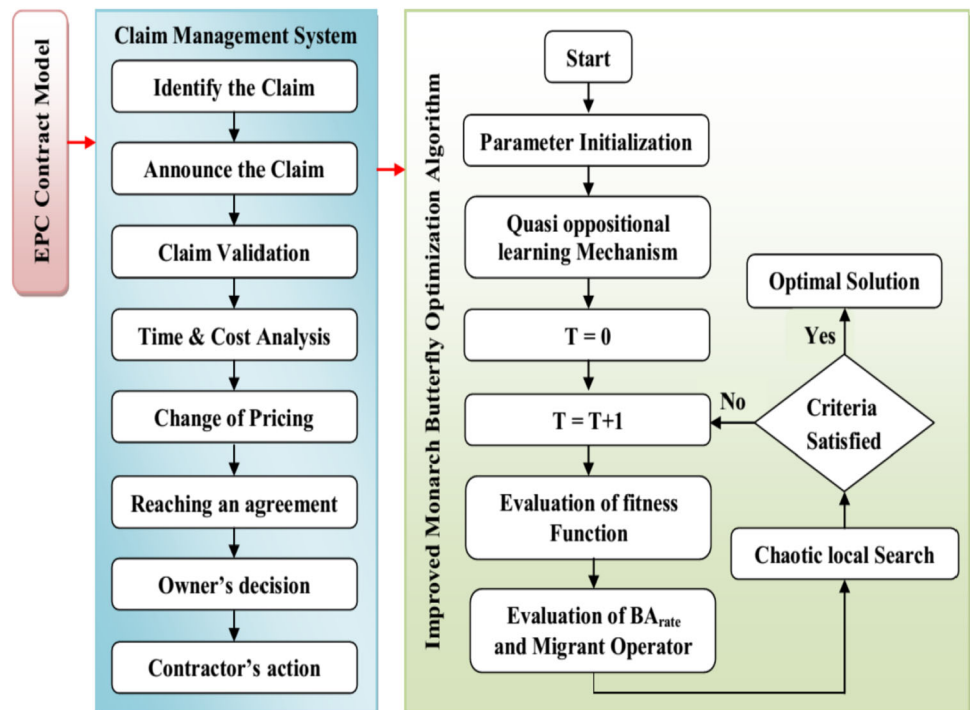 EPC Contract Model
Claim Management System
Identify the Claim
Announce the Claim
Claim Validation
Time & Cost Analysis
Change of Pricing
Reaching an agreement
Owner's decision
Contractor's action
Improved Monarch Butterfly Optimization Algorithm
Start
Parameter Initialization
Quasi oppositional
learning Mechanism
T = 0
T = T+1
Evaluation of fitness
Function
Evaluation of BArate
and Migrant Operator
Chaotic local Search
Criteria
Satisfied
No
Yes
Optimal Solution